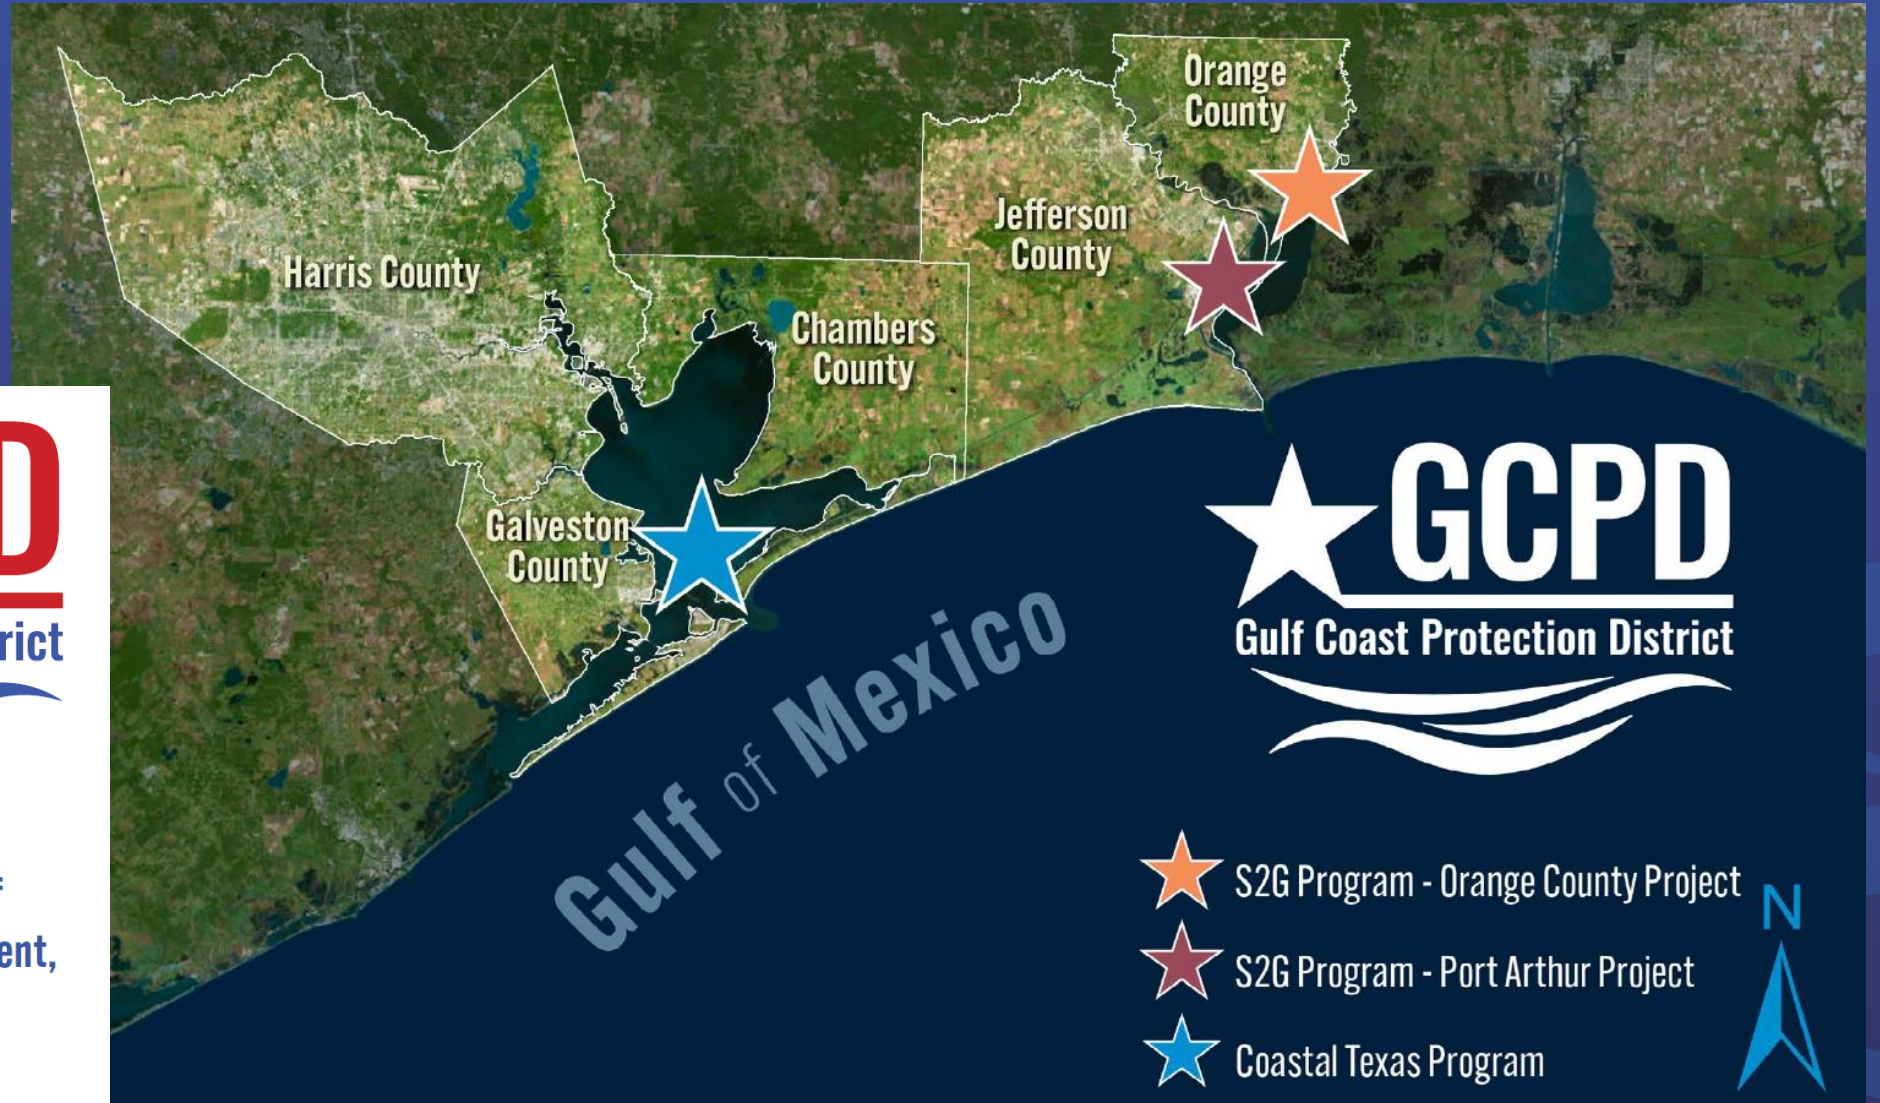 Orange
County
Jefferson
County
Harris County
Chambers
County
Galveston
County
Gulf of Mexico
GCPD
Gulf Coast Protection District
S2G Program - Orange County Project
S2G Program - Port Arthur Project
Coastal Texas Program
N
D
rict
ent,